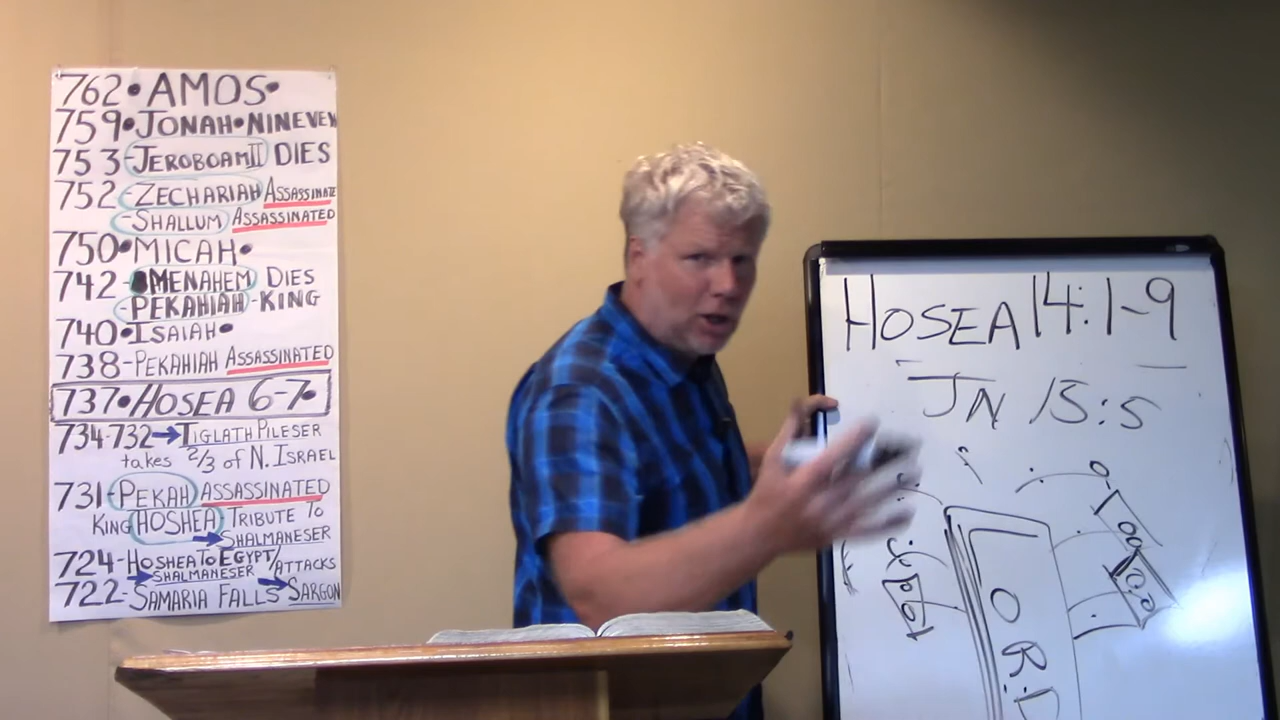 762•AMOS•
759•JONAH•NINEVEH
753-JEROBOAM II DIES
752-ZECHARIAH ASSASSINATE
-SHALLUM ASSASSINATED
750•MICAH•
742-MENAHEM DIES
-PEKAHIAH-KING
740•ISAIAH•
738-PEKAHIAH ASSASSINATED
737•HOSEA 6-7•
734-732→TIGLATH PILESER
takes 2/3 of N. ISRAEL
731-PEKAH ASSASSINATED
KING HOSHEA TRIBUTE TO
→SHALMANESER
724-HOSHEA TO EGYPT/
→SHALMANESER ATTACKS
722-SAMARIA FALLS→SARGON
HOSEA 14:1-9
JN 15:5
LORD